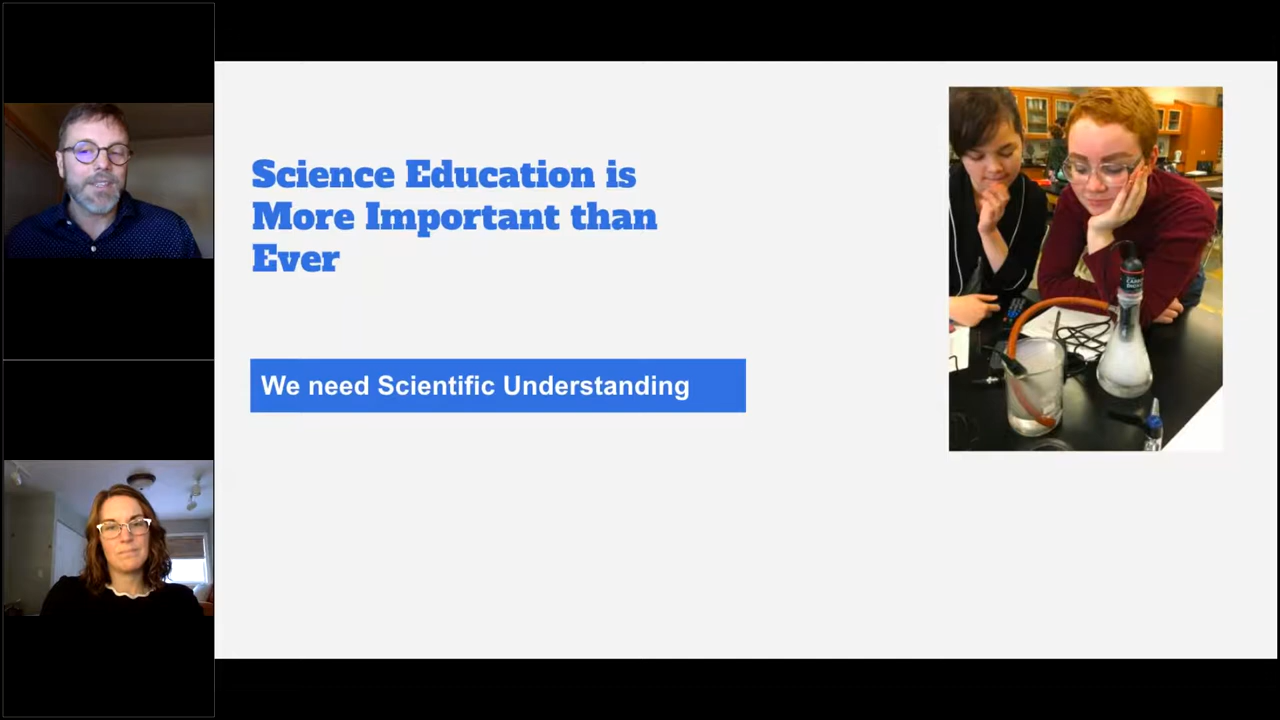 Science Education is
More Important than
Ever
We need Scientific Understanding